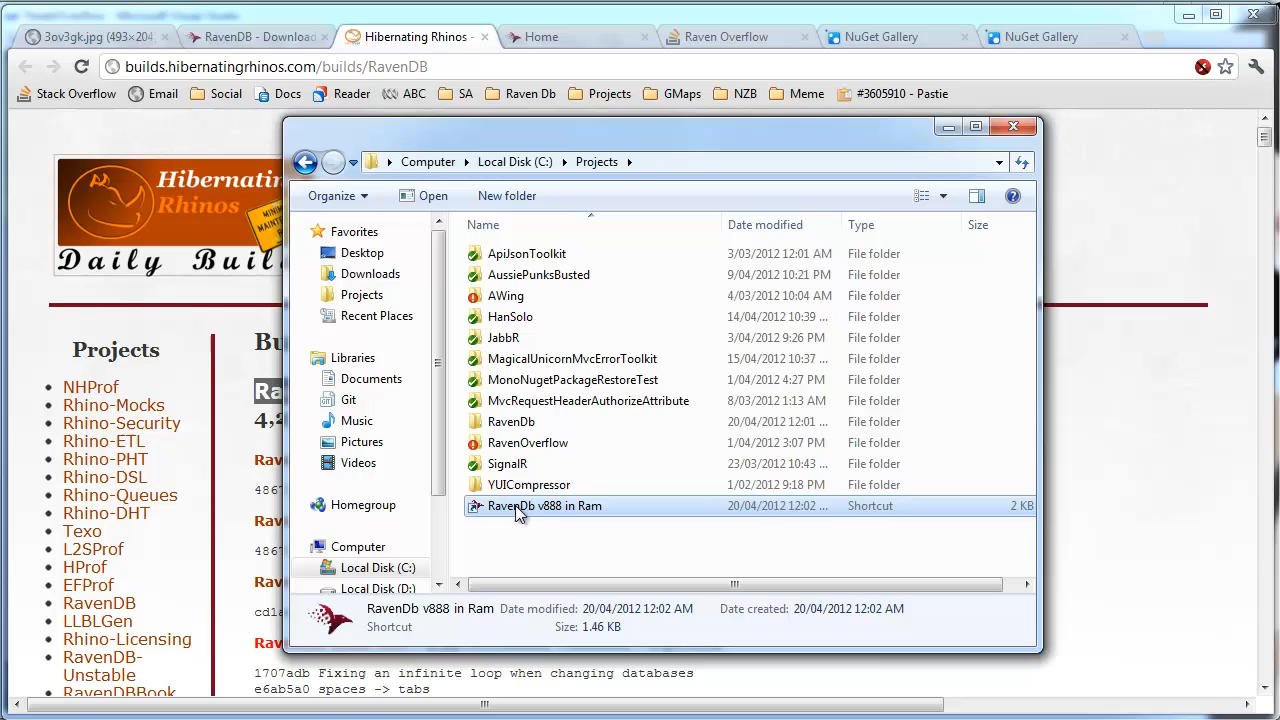 3ov3gk.jpg (493×204
RavenDB - Download
Hibernating Rhinos -
Home
Raven Overflow
NuGet Gallery
NuGet Gallery
builds.hibernatingrhinos.com/builds/RavenDB
Stack Overflow
Email
Social
Docs
Reader
ABC
SA
Raven Db
Projects
GMaps
NZB
Meme
#3605910 - Pastie
Hibernatin
Rhinos
Daily Bui
Projects
NHProf
Rhino-Mocks
Rhino-Security
Rhino-ETL
Rhino-PHT
Rhino-DSL
Rhino-Queues
Rhino-DHT
Texo
L2SProf
HProf
EFProf
RavenDB
LLBLGen
Rhino-Licensing
RavenDB-
Unstable
RavenDBBook
Bu
Ra
4,2
Rav
4867
Rav
4867
Rav
cd1a
Rav
1707adb Fixing an infinite loop when changing databases
e6ab5a0 spaces -> tabs
Computer
Local Disk (C:)
Projects
Organize
Open
New folder
Favorites
Desktop
Downloads
Projects
Recent Places
Libraries
Documents
Git
Music
Pictures
Videos
Homegroup
Computer
Local Disk (C:)
Local Disk (D:)
Name Date modified Type Size
ApiJsonToolkit 3/03/2012 12:01 AM File folder
AussiePunksBusted 9/04/2012 10:21 PM File folder
AWing 4/03/2012 10:04 AM File folder
HanSolo 14/04/2012 10:39 ... File folder
JabbR 3/04/2012 9:26 PM File folder
MagicalUnicornMvcErrorToolkit 15/04/2012 10:37 ... File folder
MonoNugetPackageRestoreTest 1/04/2012 4:27 PM File folder
MvcRequestHeaderAuthorizeAttribute 8/03/2012 1:13 AM File folder
RavenDb 20/04/2012 12:01 ... File folder
RavenOverflow 1/04/2012 3:07 PM File folder
SignalR 23/03/2012 10:43 ... File folder
YUICompressor 1/02/2012 9:18 PM File folder
RavenDb v888 in Ram 20/04/2012 12:02 ... Shortcut 2 KB
RavenDb v888 in Ram Date modified: 20/04/2012 12:02 AM Date created: 20/04/2012 12:02 AM
Shortcut Size: 1.46 KB